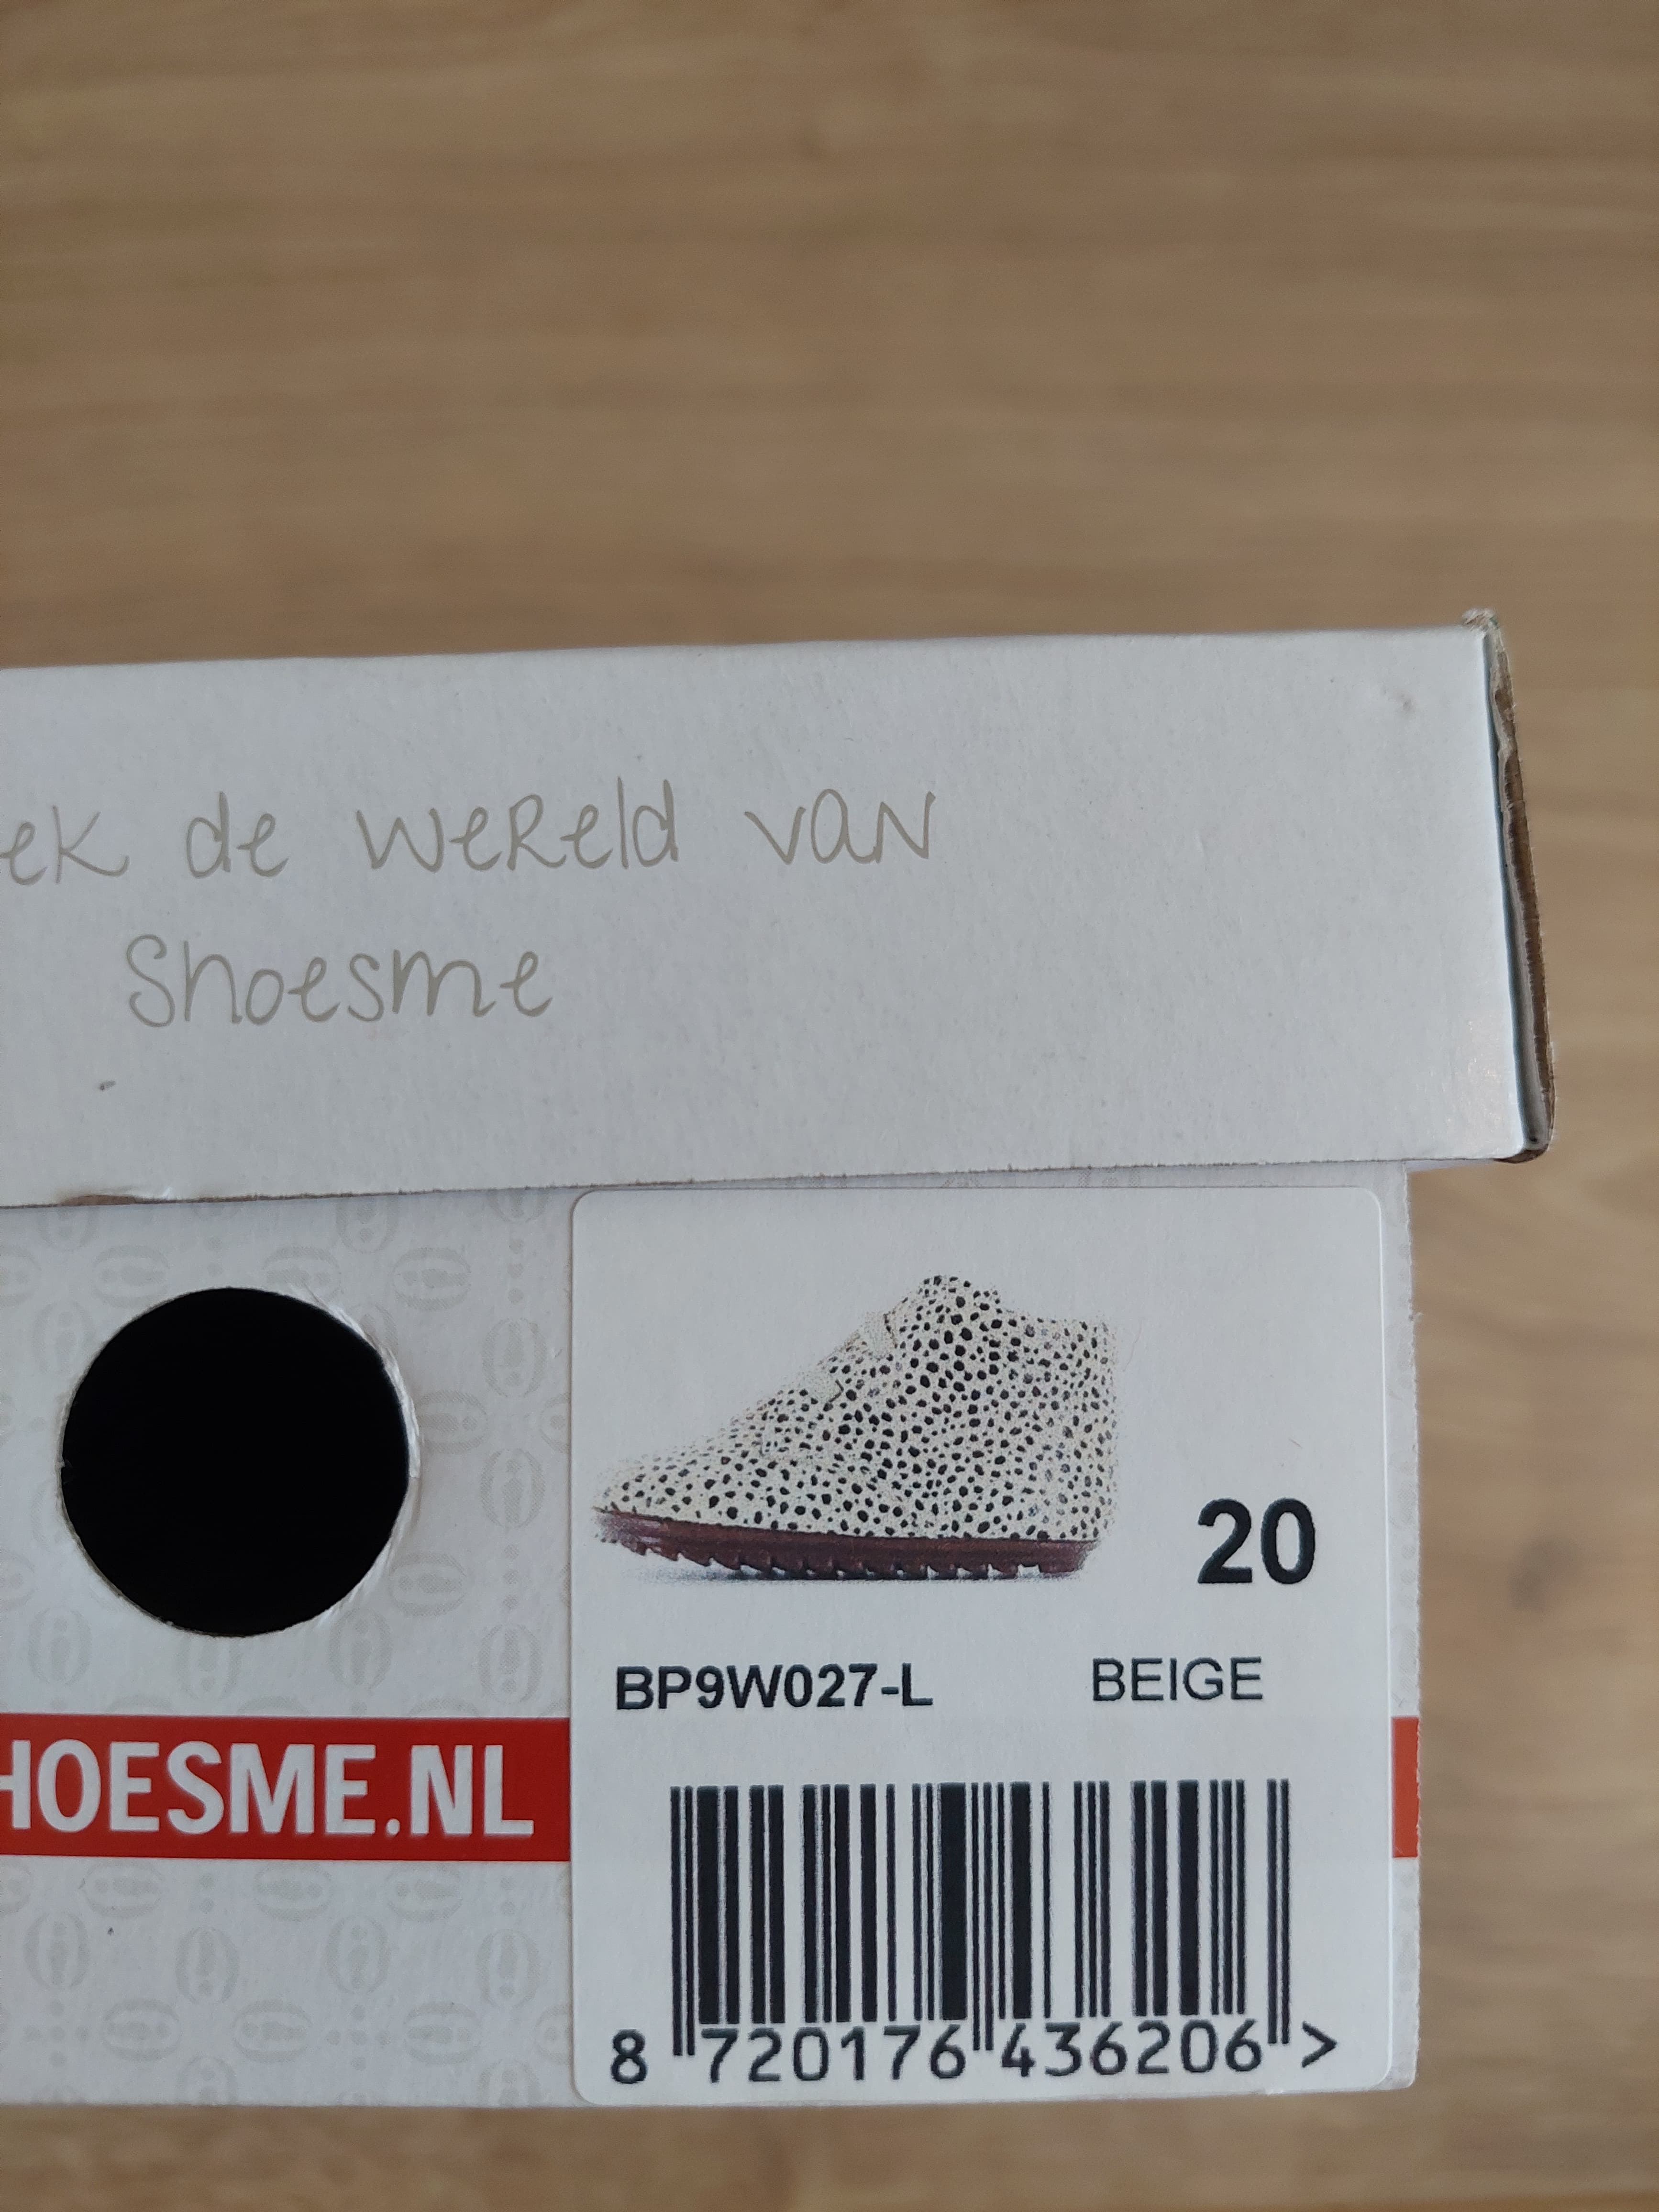 ek de wereld van
Shoesme
20
BP9W027-L BEIGE
HOESME.NL
8 720176 436206 >